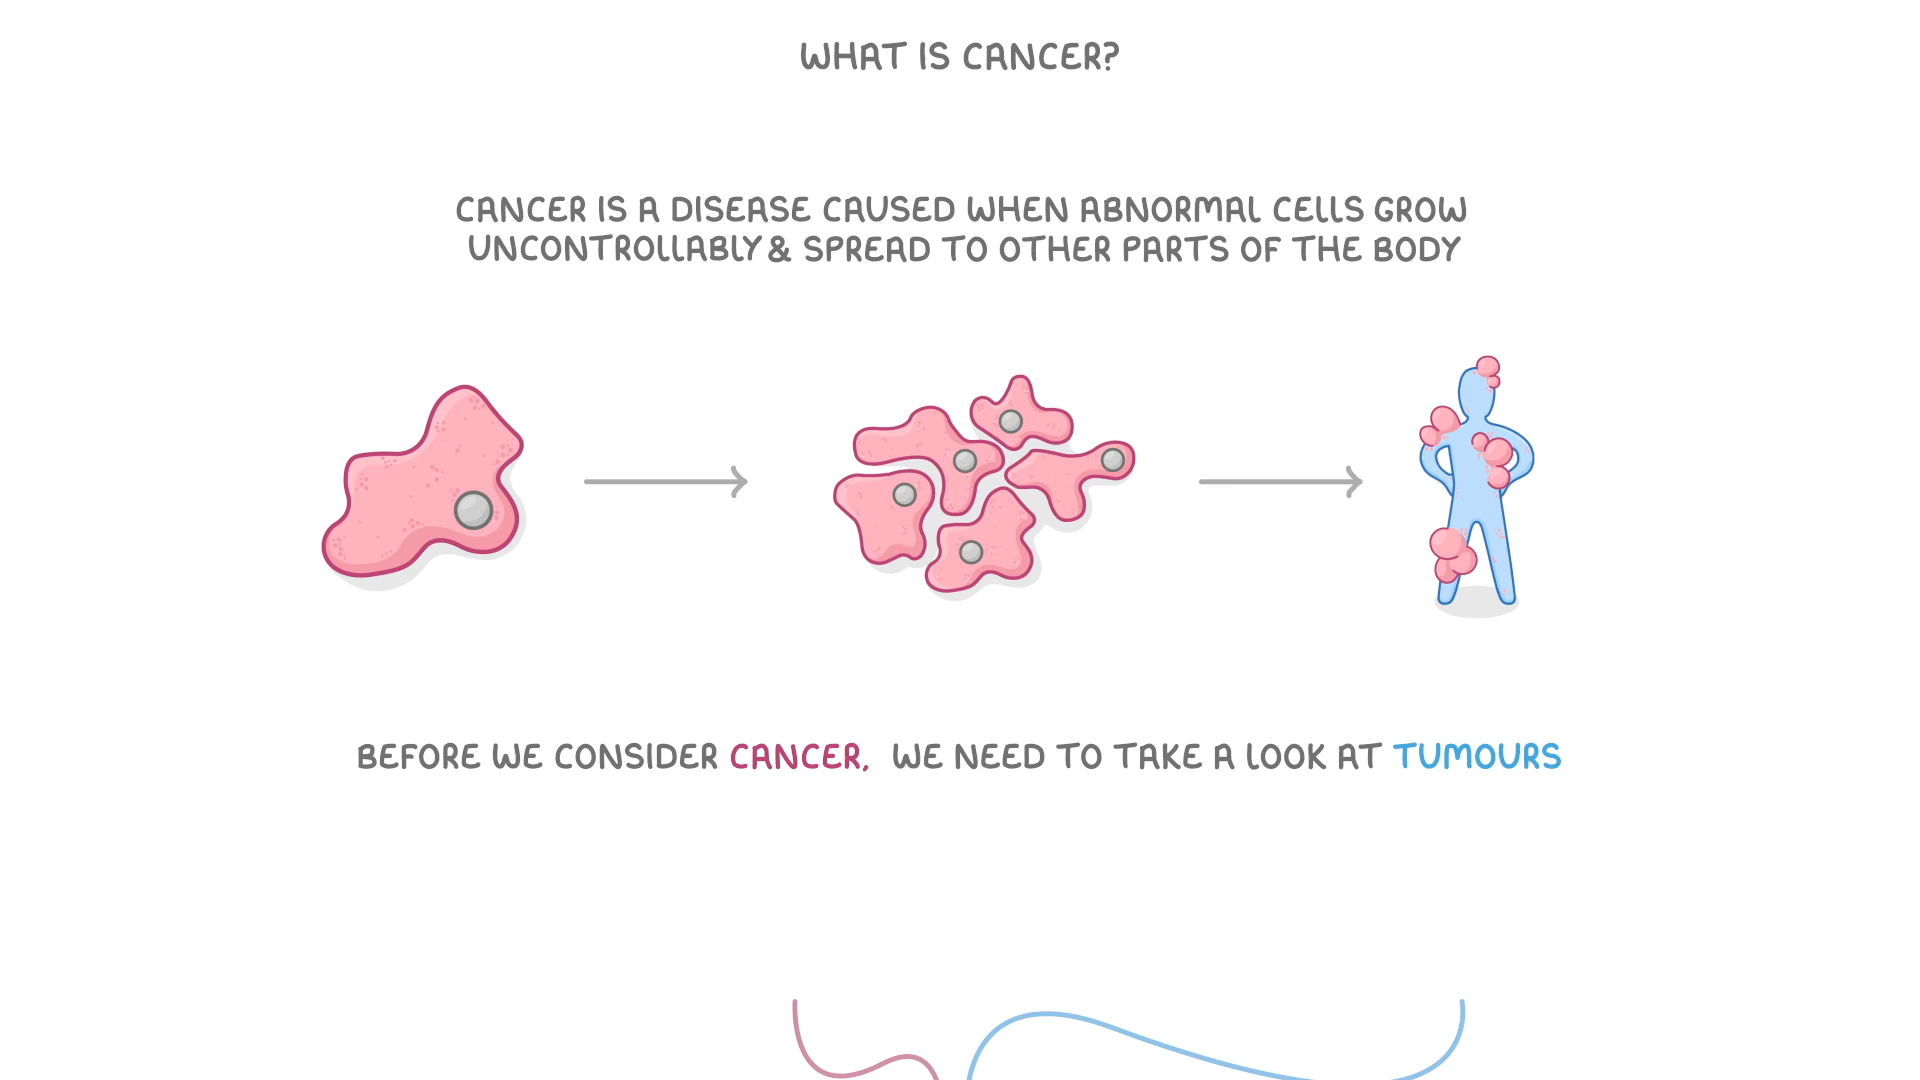 WHAT IS CANCER?
CANCER IS A DISEASE CAUSED WHEN ABNORMAL CELLS GROW
UNCONTROLLABLY & SPREAD TO OTHER PARTS OF THE BODY
BEFORE WE CONSIDER CANCER, WE NEED TO TAKE A LOOK AT TUMOURS